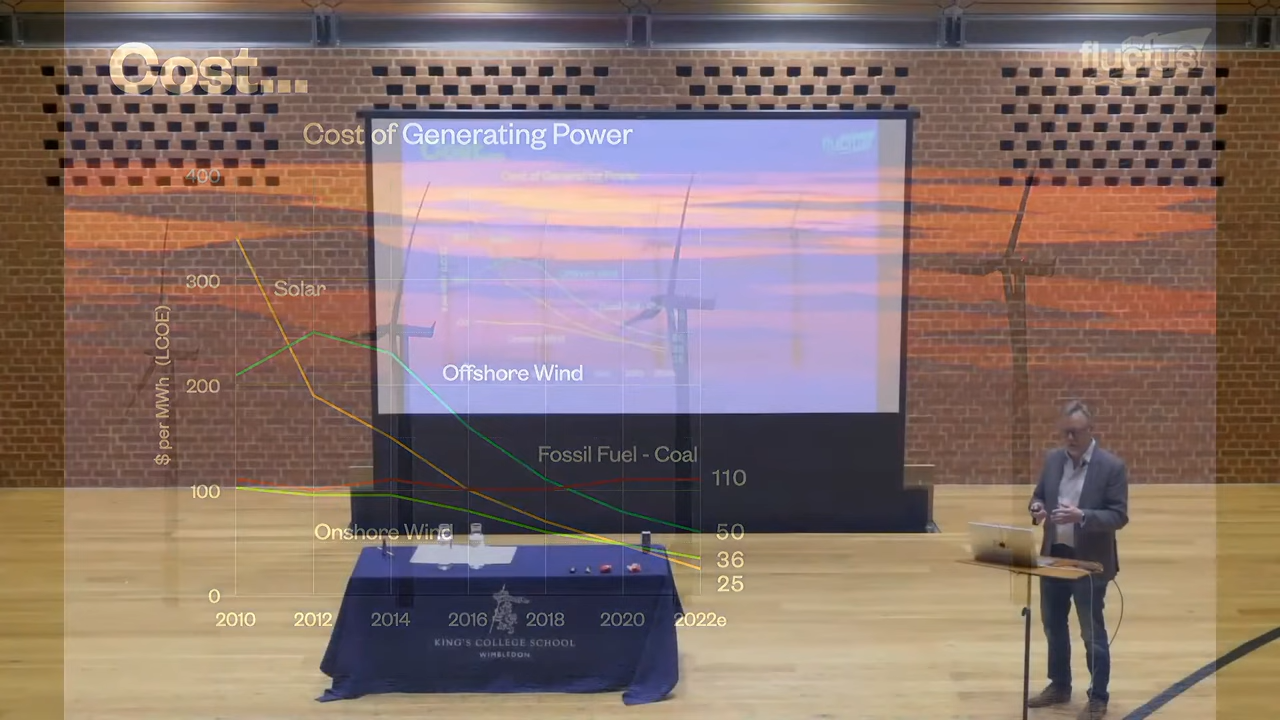 Cost...
fluctus
Cost of Generating Power
400
300
200
100
0
$ per MWh (LCOE)
Solar
Offshore Wind
Fossil Fuel - Coal
Onshore Wind
110
50
36
25
2010 2012 2014 2016 2018 2020 2022e
KING'S COLLEGE SCHOOL
WIMBLEDON